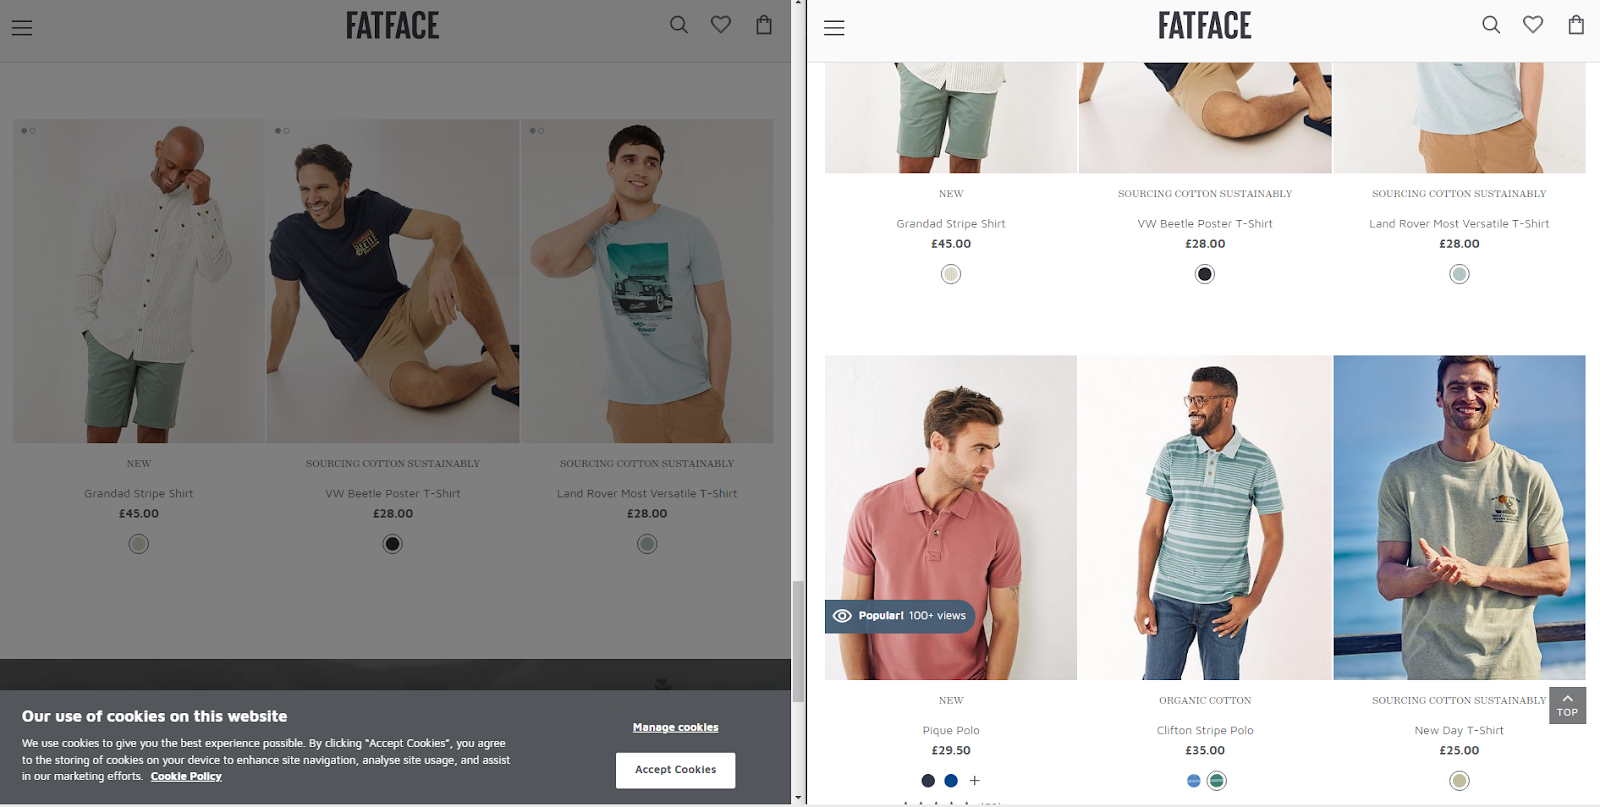 FATFACE
NEW
SOURCING COTTON SUSTAINABLY
SOURCING COTTON SUSTAINABLY
Grandad Stripe Shirt
VW Beetle Poster T-Shirt
Land Rover Most Versatile T-Shirt
£45.00
£28.00
£28.00
Our use of cookies on this website
We use cookies to give you the best experience possible. By clicking “Accept Cookies”, you agree
to the storing of cookies on your device to enhance site navigation, analyse site usage, and assist
in our marketing efforts. Cookie Policy
Manage cookies
Accept Cookies
FATFACE
NEW
SOURCING COTTON SUSTAINABLY
SOURCING COTTON SUSTAINABLY
Grandad Stripe Shirt
VW Beetle Poster T-Shirt
Land Rover Most Versatile T-Shirt
£45.00
£28.00
£28.00
Popular! 100+ views
NEW
ORGANIC COTTON
SOURCING COTTON SUSTAINABLY
TOP
Pique Polo
Clifton Stripe Polo
New Day T-Shirt
£29.50
£35.00
£25.00
+